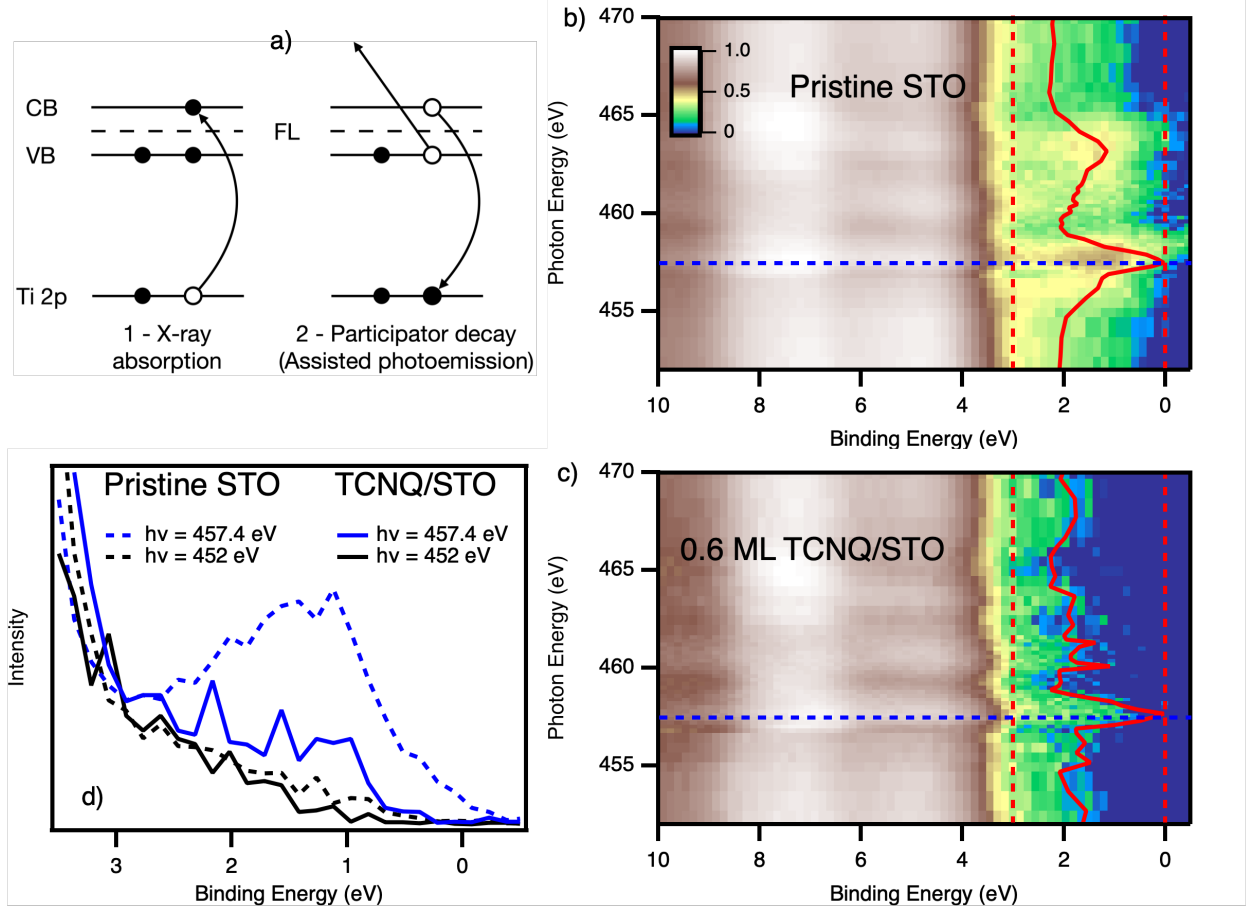 a)
CB
FL
VB
Ti 2p
1 - X-ray
absorption
2 - Participator decay
(Assisted photoemission)
b)
470
465
460
455
Photon Energy (eV)
1.0
0.5
0
Pristine STO
10 8 6 4 2 0
Binding Energy (eV)
c)
470
465
460
455
Photon Energy (eV)
0.6 ML TCNQ/STO
10 8 6 4 2 0
Binding Energy (eV)
d)
Intensity
Pristine STO
hν = 457.4 eV
hν = 452 eV
TCNQ/STO
hν = 457.4 eV
hν = 452 eV
3 2 1 0
Binding Energy (eV)